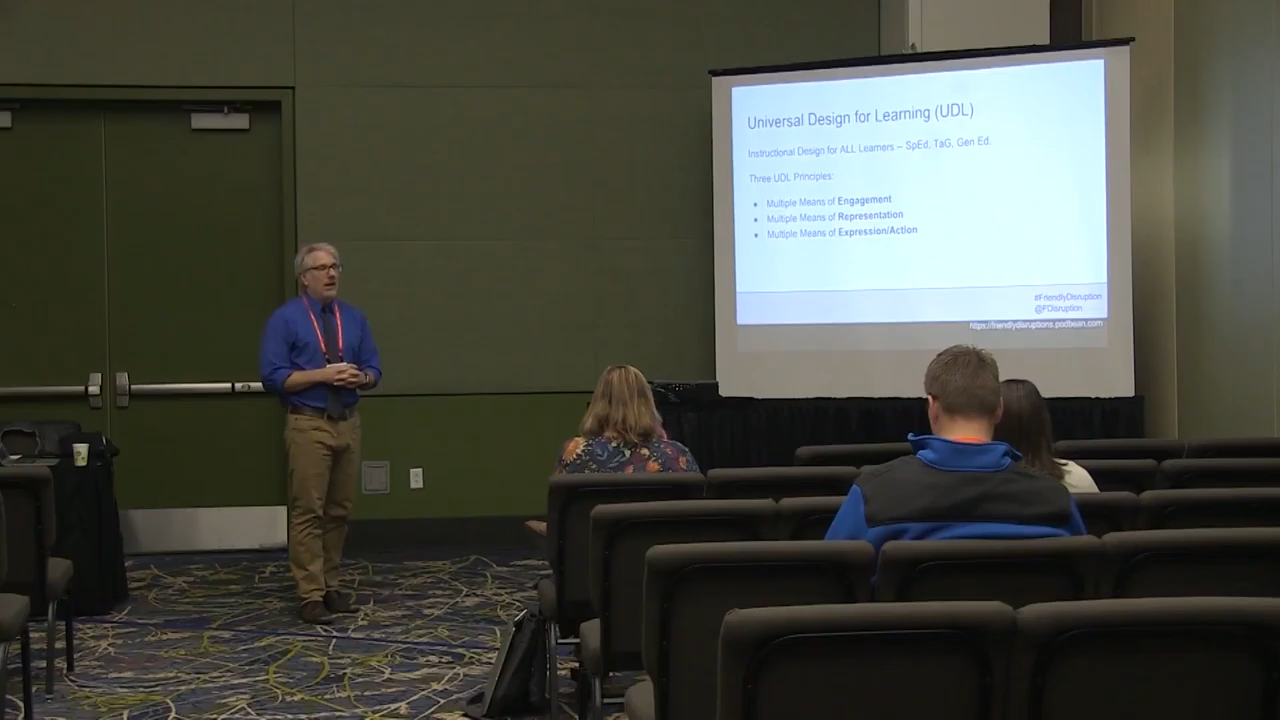 Universal Design for Learning (UDL)
Instructional Design for ALL Learners – SpEd, TaG, Gen Ed.
Three UDL Principles:
• Multiple Means of Engagement
• Multiple Means of Representation
• Multiple Means of Expression/Action
#FriendlyDisruption
@FDisruption
https://friendlydisruptions.podbean.com